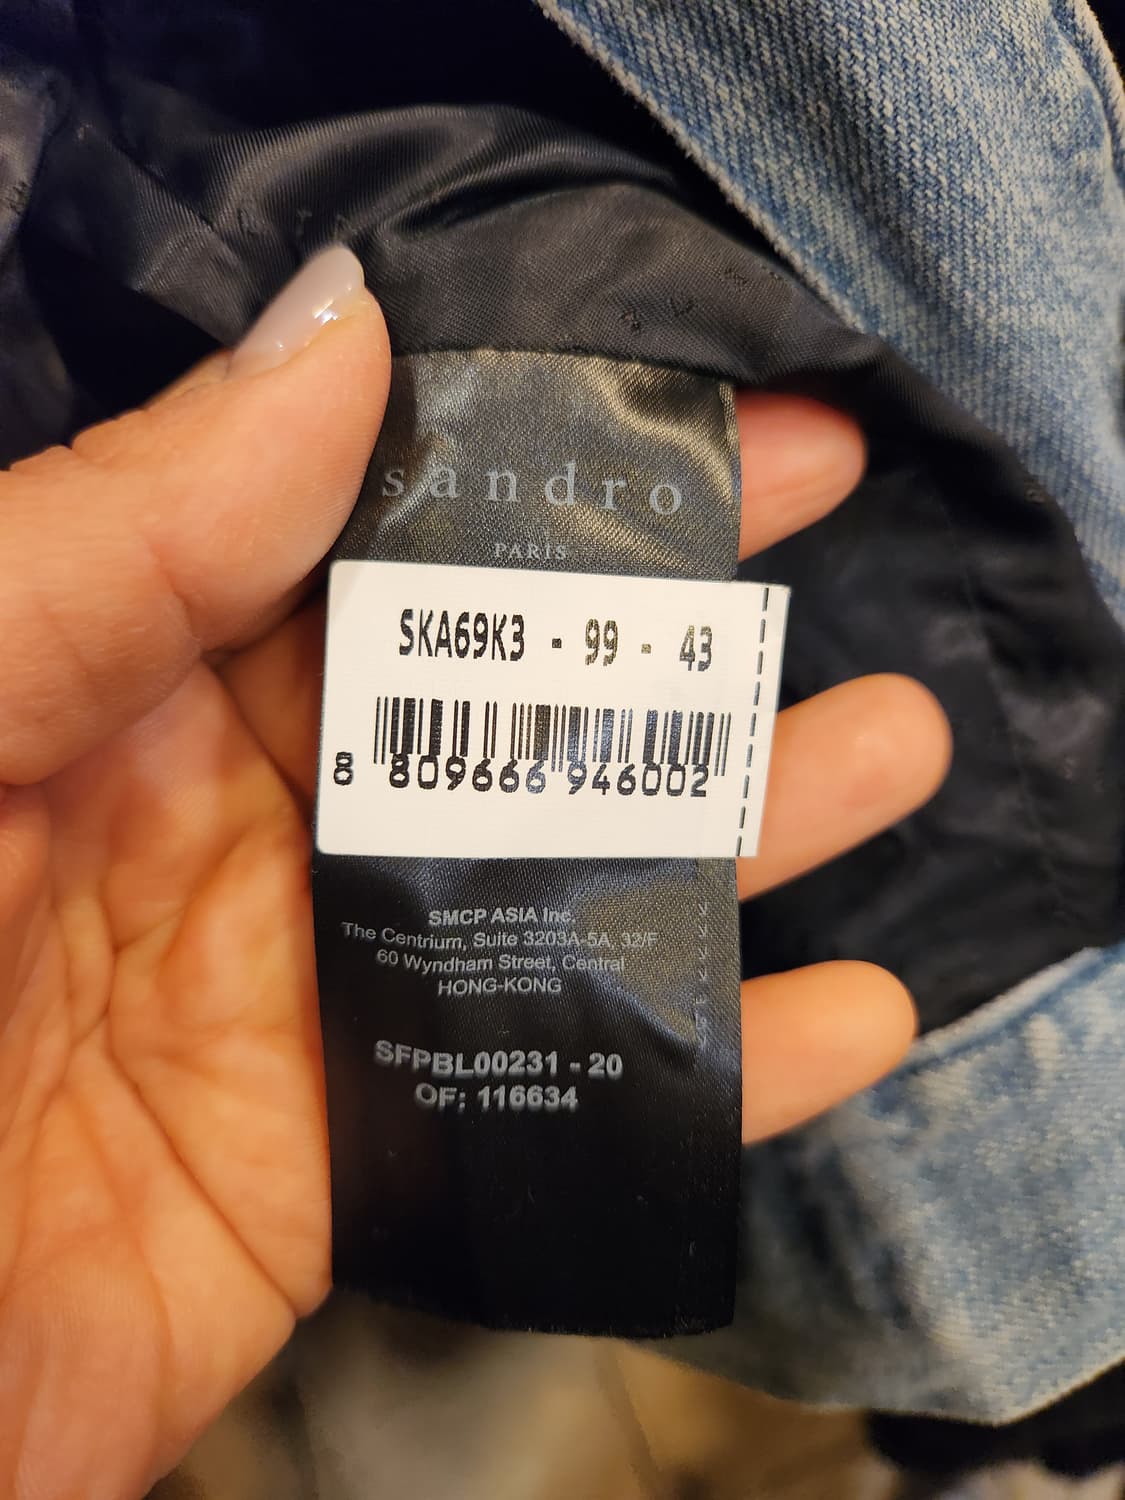 sandro
PARIS
SKA69K3 - 99 - 43
8 809666 946002
SMCP ASIA Inc.
The Centrium, Suite 3203A-5A, 32/F
60 Wyndham Street, Central
HONG-KONG
SFPBL00231 - 20
OF: 116634